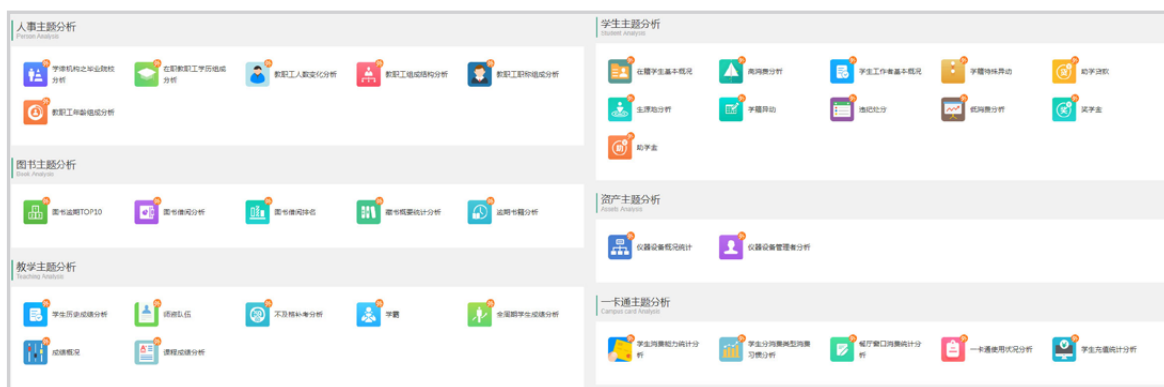 人事主题分析
Person Analysis
学缘机构之毕业院校
分析
在职教职工学历组成
分析
教职工人数变化分析
教职工组成结构分析
教职工职称组成分析
教职工年龄组成分析
图书主题分析
Book Analysis
图书逾期TOP10
图书借阅分析
图书借阅排名
藏书概要统计分析
逾期书籍分析
教学主题分析
Teaching Analysis
学生历史成绩分析
师资队伍
不及格补考分析
学霸
全周期学生成绩分析
成绩概况
课程成绩分析
学生主题分析
Student Analysis
在籍学生基本概况
高消费分析
学生工作者基本概况
学籍特殊异动
助学贷款
生源地分析
学籍异动
违纪处分
低消费分析
奖学金
助学金
资产主题分析
Assets Analysis
仪器设备概况统计
仪器设备管理者分析
一卡通主题分析
Campus card Analysis
学生消费能力统计分
析
学生分消费类型消费
习惯分析
餐厅窗口消费统计分
析
一卡通使用状况分析
学生充值统计分析